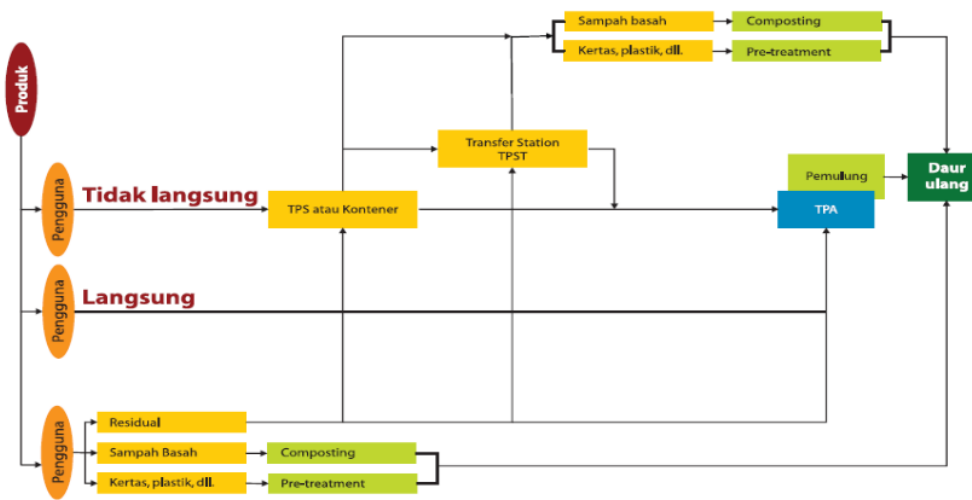 Sampah basah
Composting
Kertas, plastik, dll.
Pre-treatment
Produk
Transfer Station
TPST
Pengguna
Tidak langsung
TPS atau Kontener
Pemulung
TPA
Daur
ulang
Pengguna
Langsung
Pengguna
Residual
Sampah Basah
Composting
Kertas, plastik, dll.
Pre-treatment